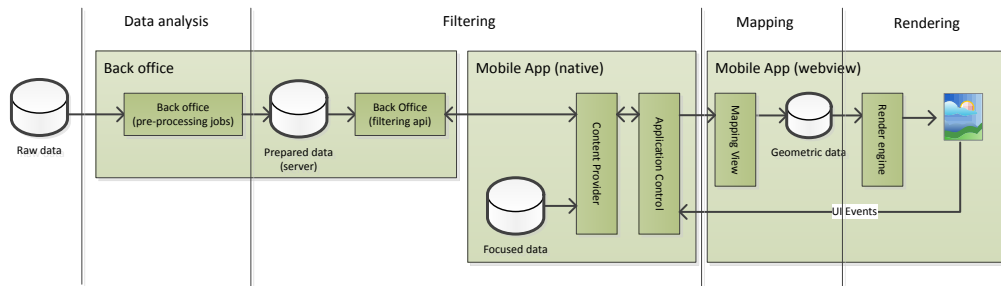 Data analysis
Filtering
Mapping
Rendering
Back office
Mobile App (native)
Mobile App (webview)
Raw data
Back office
(pre-processing jobs)
Prepared data
(server)
Back Office
(filtering api)
Focused data
Content Provider
Application Control
Mapping View
Geometric data
Render engine
UI Events